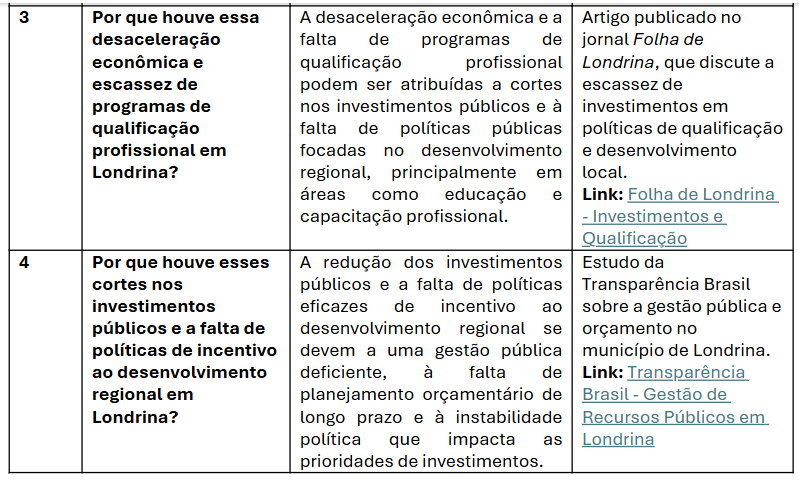 3
Por que houve essa
desaceleração
econômica e
escassez de
programas de
qualificação
profissional em
Londrina?
A desaceleração econômica e a
falta de programas de
qualificação profissional
podem ser atribuídas a cortes
nos investimentos públicos e à
falta de políticas públicas
focadas no desenvolvimento
regional, principalmente em
áreas como educação e
capacitação profissional.
Artigo publicado no
jornal Folha de
Londrina, que discute a
escassez de
investimentos em
políticas de qualificação
e desenvolvimento
local.
Link: Folha de Londrina
- Investimentos e
Qualificação
4
Por que houve esses
cortes nos
investimentos
públicos e a falta de
políticas de incentivo
ao desenvolvimento
regional em
Londrina?
A redução dos investimentos
públicos e a falta de políticas
eficazes de incentivo ao
desenvolvimento regional se
devem a uma gestão pública
deficiente, à falta de
planejamento orçamentário de
longo prazo e à instabilidade
política que impacta as
prioridades de investimentos.
Estudo da
Transparência Brasil
sobre a gestão pública e
orçamento no
município de Londrina.
Link: Transparência
Brasil - Gestão de
Recursos Públicos em
Londrina